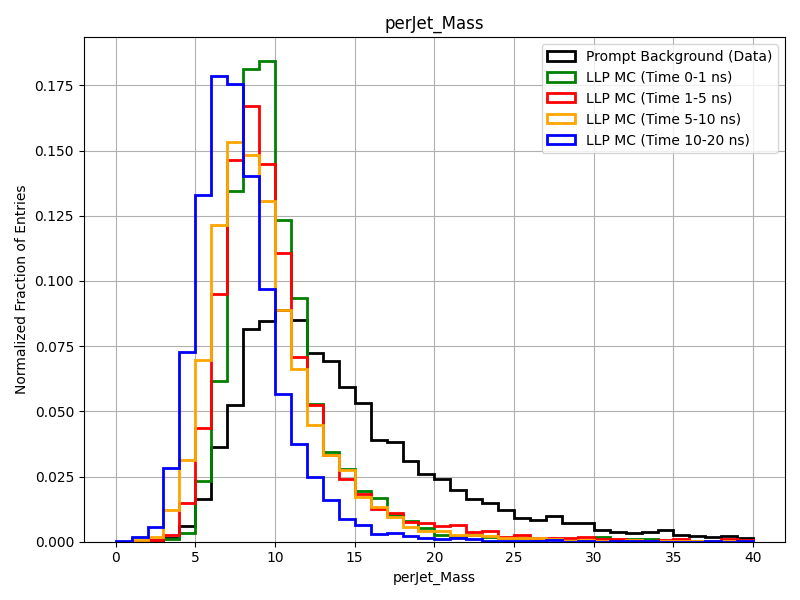 perJet_Mass
Prompt Background (Data)
LLP MC (Time 0-1 ns)
LLP MC (Time 1-5 ns)
LLP MC (Time 5-10 ns)
LLP MC (Time 10-20 ns)
Normalized Fraction of Entries
0.175
0.150
0.125
0.100
0.075
0.050
0.025
0.000
0 5 10 15 20 25 30 35 40
perJet_Mass